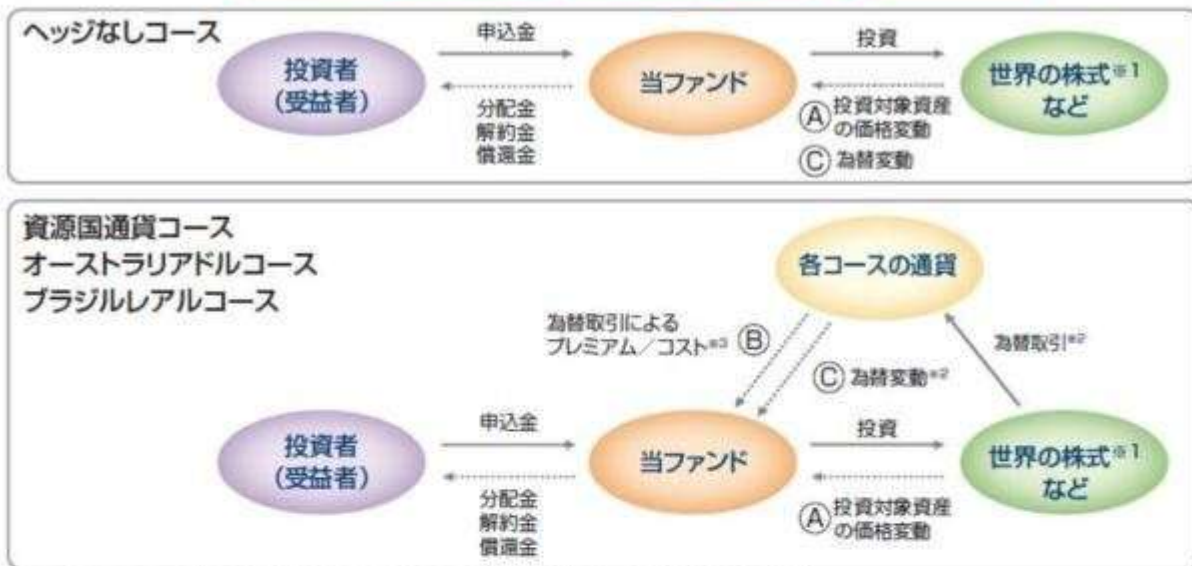 ヘッジなしコース
申込金
投資
投資者
(受益者)
当ファンド
世界の株式※1
など
分配金
解約金
償還金
Ⓐ投資対象資産
の価格変動
Ⓒ為替変動
資源国通貨コース
オーストラリアドルコース
ブラジルレアルコース
各コースの通貨
為替取引による
プレミアム/コスト※3 Ⓑ
為替取引※2
Ⓒ為替変動※2
申込金
投資
投資者
(受益者)
当ファンド
世界の株式※1
など
分配金
解約金
償還金
Ⓐ投資対象資産
の価格変動